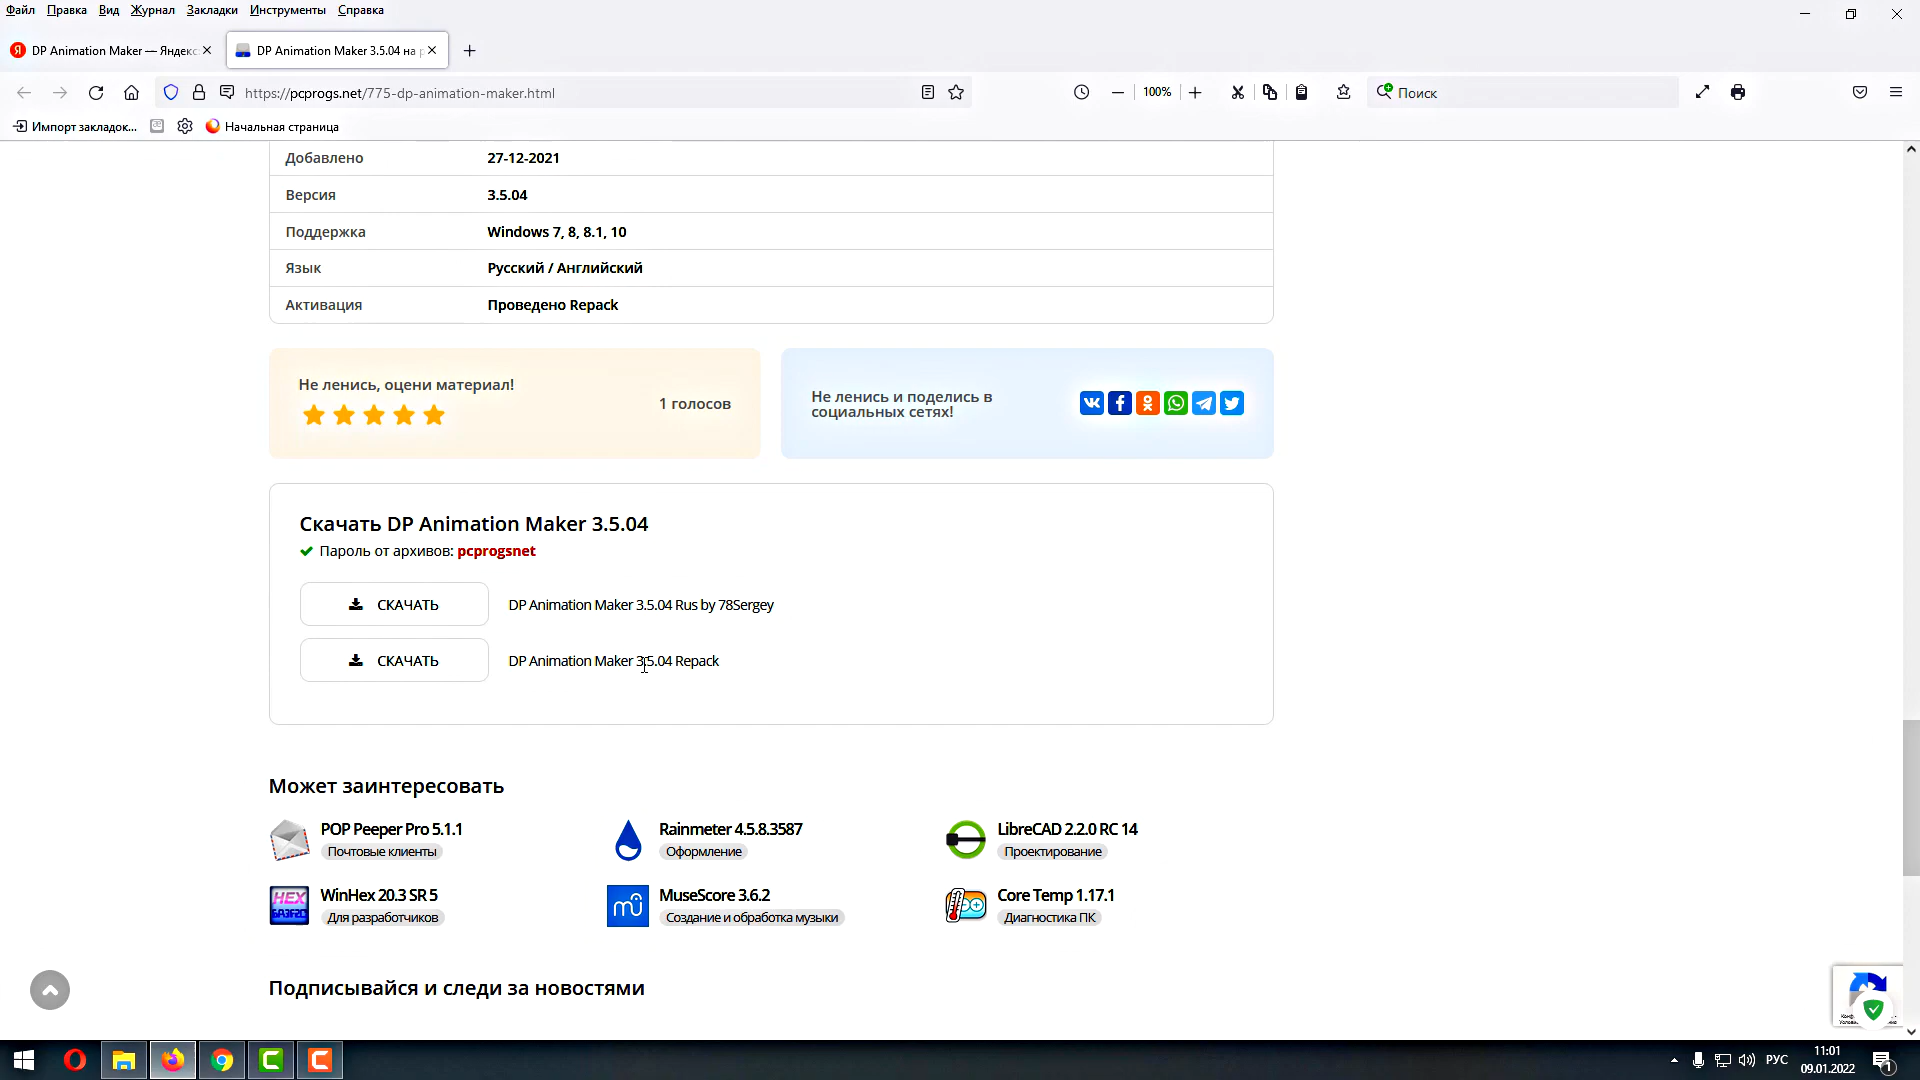 Файл Правка Вид Журнал Закладки Инструменты Справка
DP Animation Maker — Яндекс
DP Animation Maker 3.5.04 на р
https://pcprogs.net/775-dp-animation-maker.html
100%
Поиск
Импорт закладок...
Начальная страница
Добавлено 27-12-2021
Версия 3.5.04
Поддержка Windows 7, 8, 8.1, 10
Язык Русский / Английский
Активация Проведено Repack
Не ленись, оцени материал!
1 голосов
Не ленись и поделись в
социальных сетях!
Скачать DP Animation Maker 3.5.04
Пароль от архивов: pcprogsnet
СКАЧАТЬ DP Animation Maker 3.5.04 Rus by 78Sergey
СКАЧАТЬ DP Animation Maker 3.5.04 Repack
Может заинтересовать
POP Peeper Pro 5.1.1
Почтовые клиенты
Rainmeter 4.5.8.3587
Оформление
LibreCAD 2.2.0 RC 14
Проектирование
HEX
WinHex 20.3 SR 5
Для разработчиков
MuseScore 3.6.2
Создание и обработка музыки
Core Temp 1.17.1
Диагностика ПК
Подписывайся и следи за новостями
РУС
11:01
09.01.2022
1